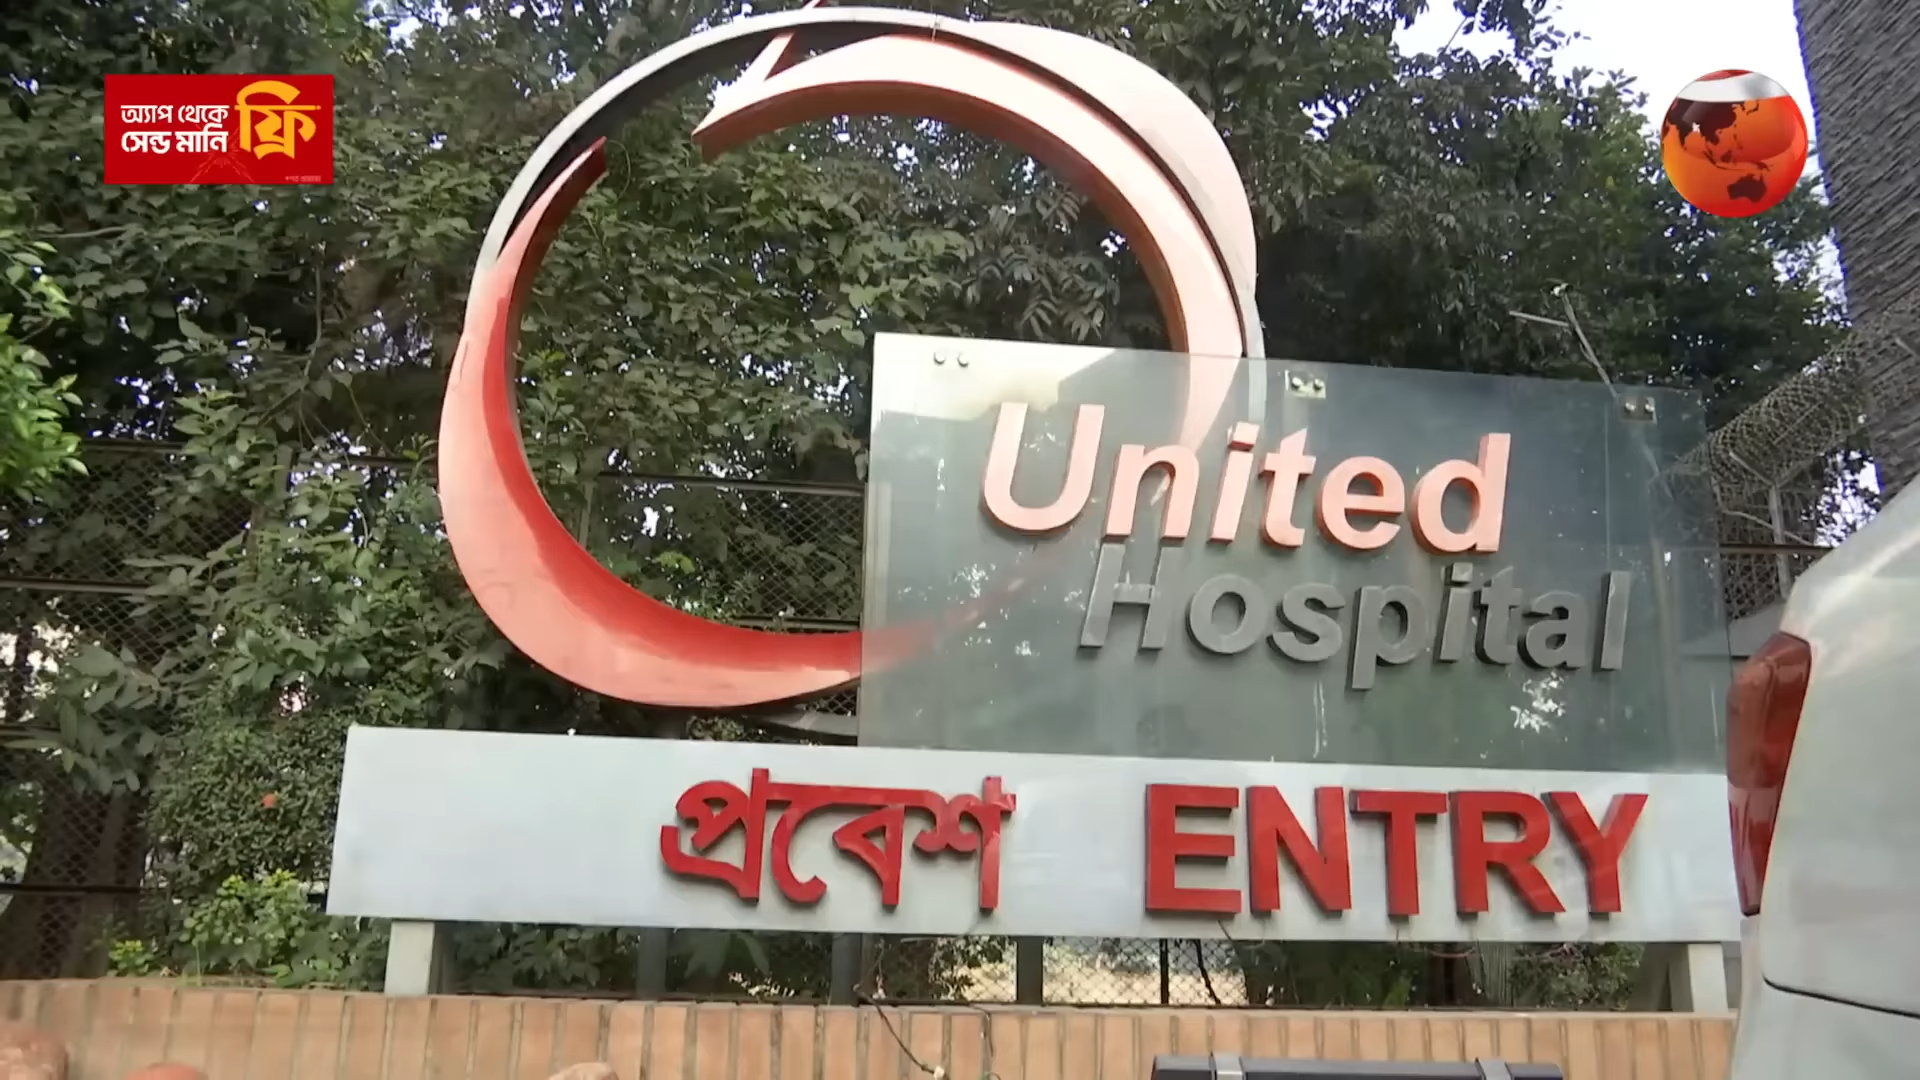 অ্যাপ থেকে
সেন্ড মানি
ফ্রি
United
Hospital
প্রবেশ ENTRY